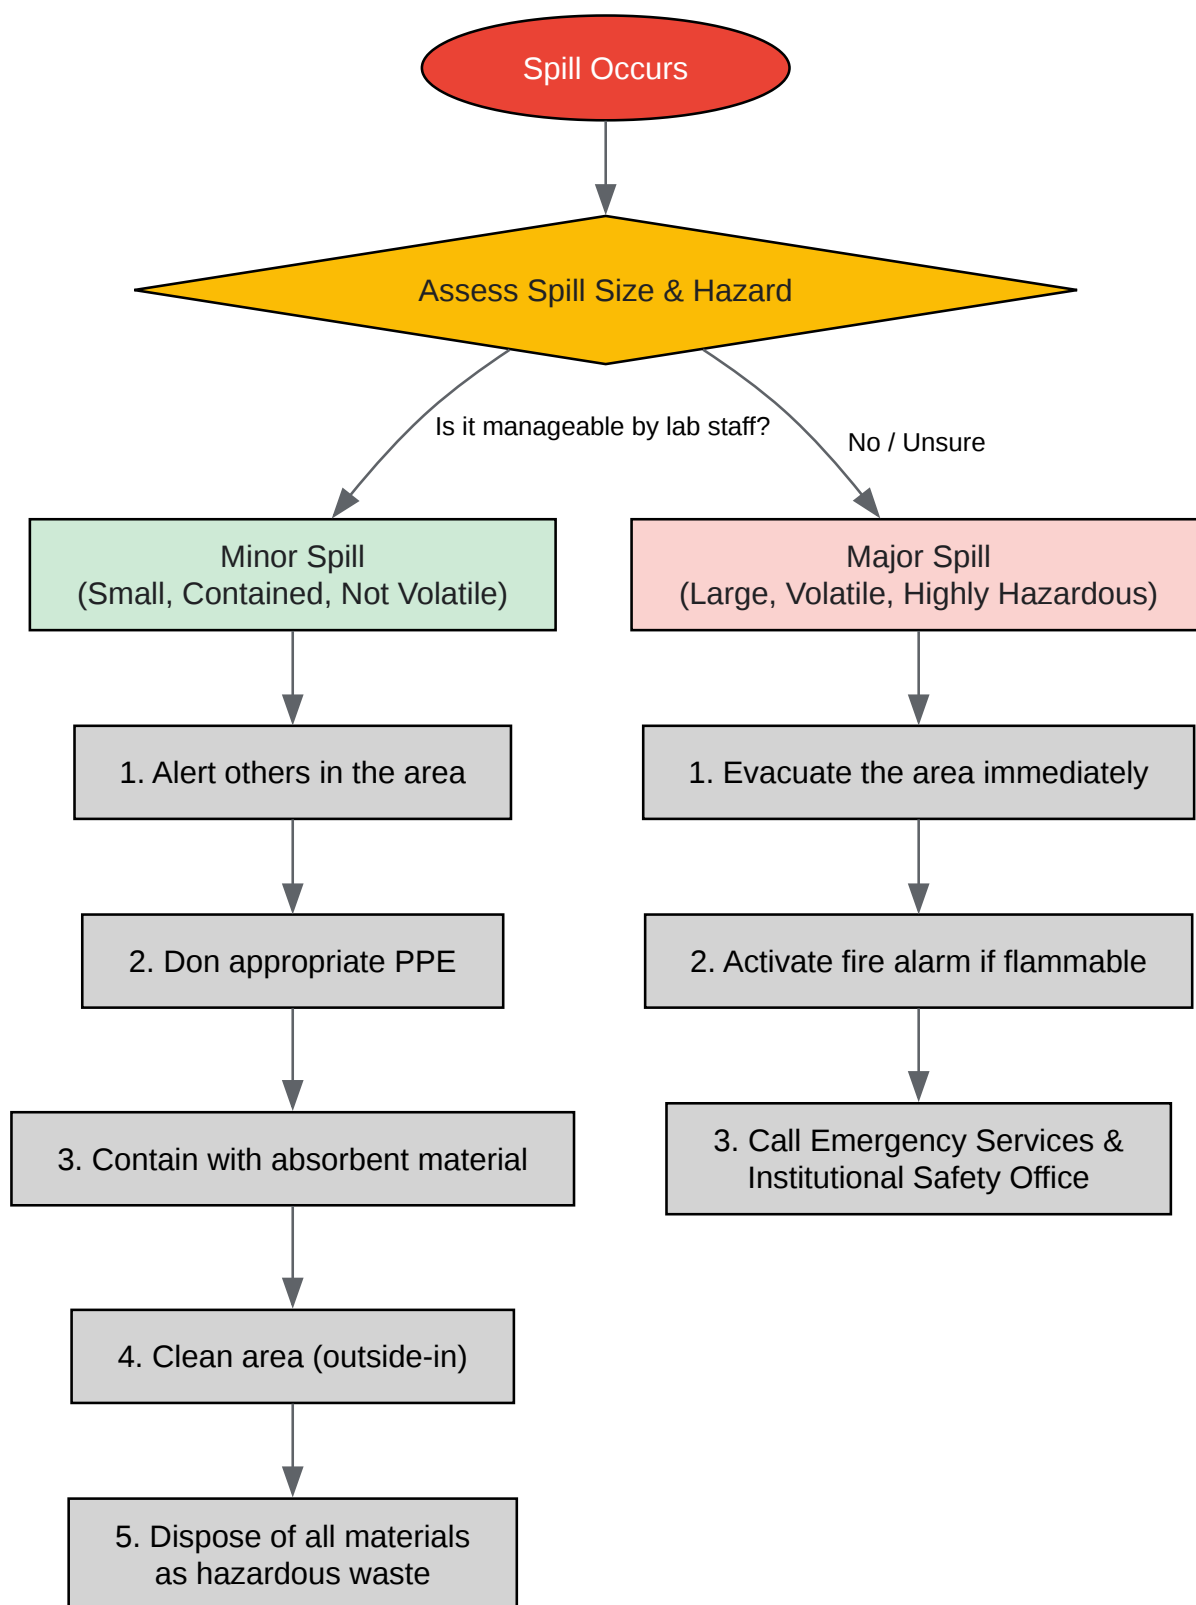 Spill Occurs
Assess Spill Size & Hazard
Is it manageable by lab staff?
No / Unsure
Minor Spill
(Small, Contained, Not Volatile)
Major Spill
(Large, Volatile, Highly Hazardous)
1. Alert others in the area
1. Evacuate the area immediately
2. Don appropriate PPE
2. Activate fire alarm if flammable
3. Contain with absorbent material
3. Call Emergency Services &
Institutional Safety Office
4. Clean area (outside-in)
5. Dispose of all materials
as hazardous waste